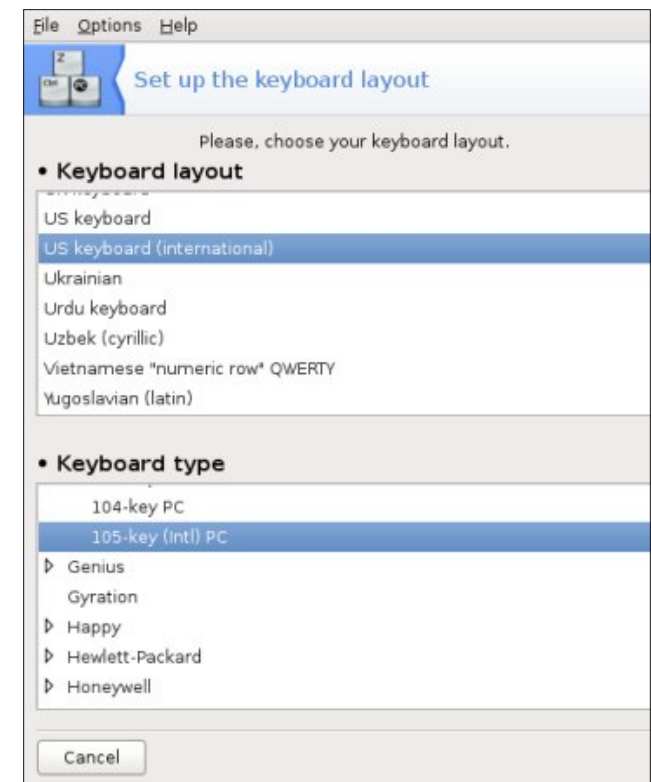 File Options Help
Z
Ctrl
Set up the keyboard layout
Please, choose your keyboard layout.
• Keyboard layout
US keyboard
US keyboard (international)
Ukrainian
Urdu keyboard
Uzbek (cyrillic)
Vietnamese "numeric row" QWERTY
Yugoslavian (latin)
• Keyboard type
104-key PC
105-key (Intl) PC
Genius
Gyration
Happy
Hewlett-Packard
Honeywell
Cancel